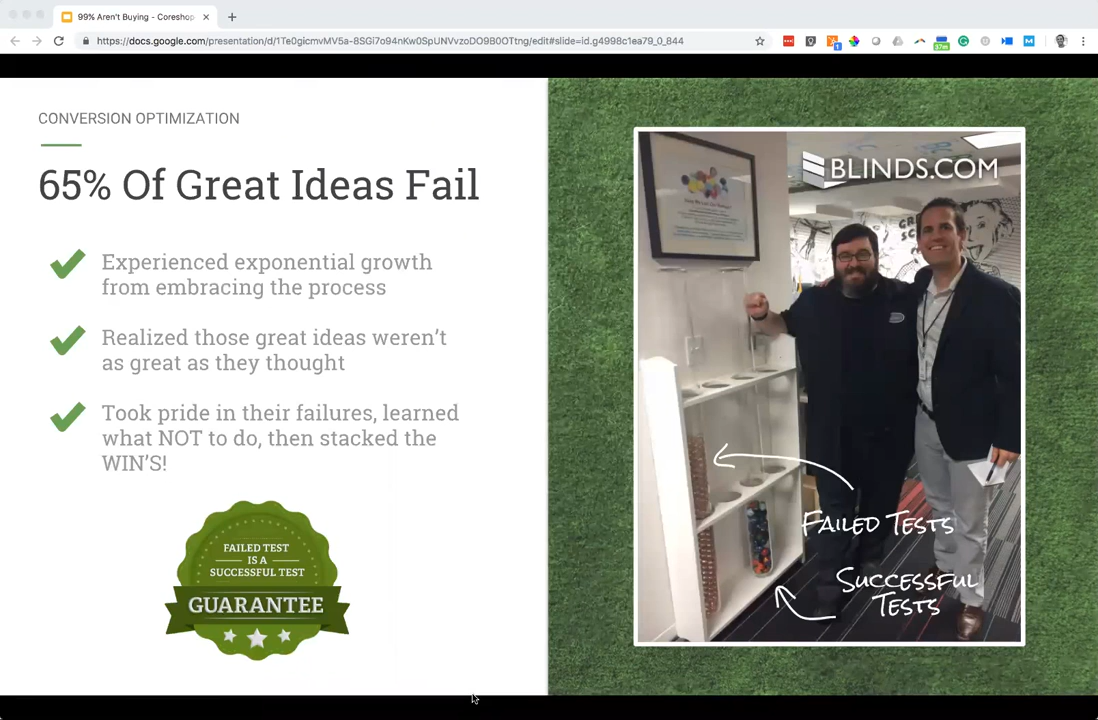 99% Aren't Buying - Coreshop
https://docs.google.com/presentation/d/1Te0gicmvMV5a-8SGi7o94nKw0SpUNVvzoDO9B0OTtng/edit#slide=id.g4998c1ea79_0_844
37m
CONVERSION OPTIMIZATION
65% Of Great Ideas Fail
Experienced exponential growth
from embracing the process
Realized those great ideas weren't
as great as they thought
Took pride in their failures, learned
what NOT to do, then stacked the
WIN'S!
FAILED TEST
IS A
SUCCESSFUL TEST
GUARANTEE
BLINDS.COM
FAILED TESTS
SUCCESSFUL
TESTS